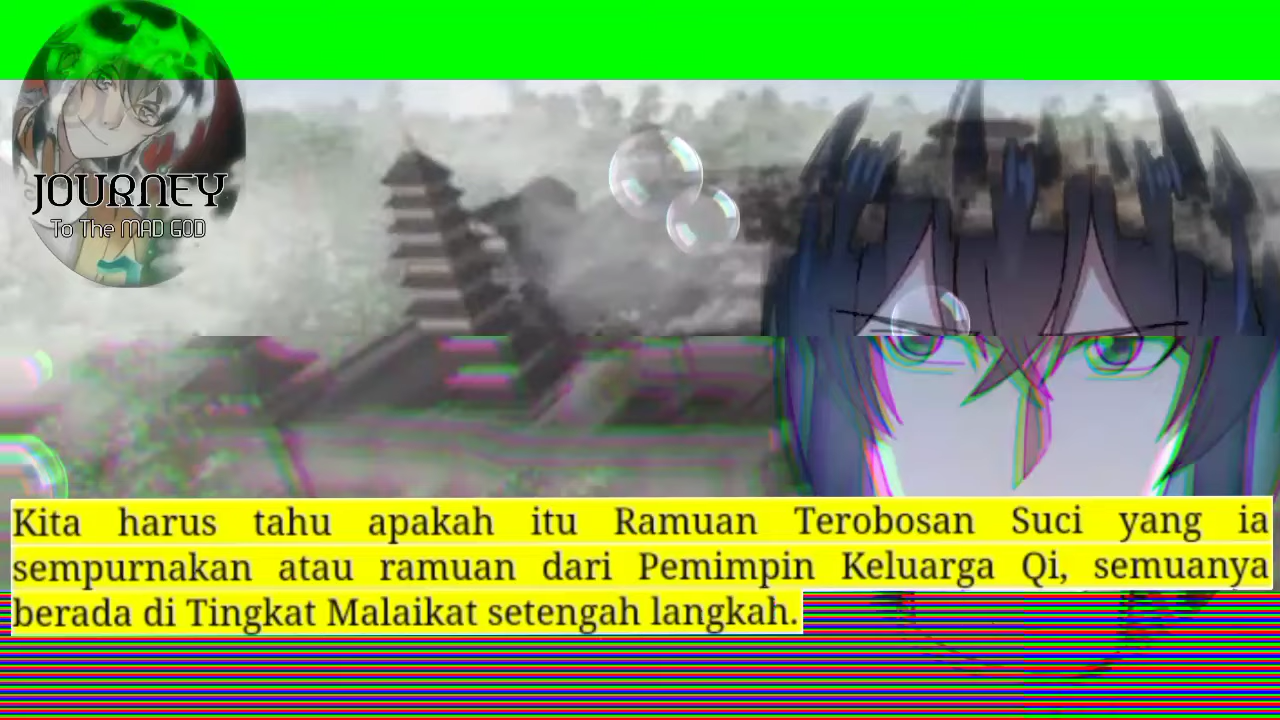 JOURNEY
To The MAD GOD
Kita harus tahu apakah itu Ramuan Terobosan Suci yang ia
sempurnakan atau ramuan dari Pemimpin Keluarga Qi, semuanya
berada di Tingkat Malaikat setengah langkah.